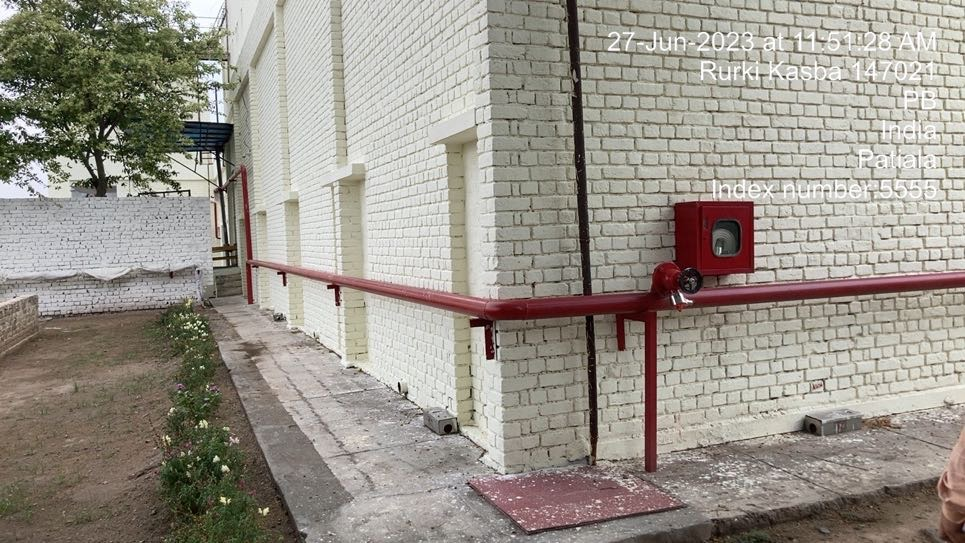 27-Jun-2023 at 11:51:28 AM
Rurki Kasba 147021
PB
India
Patiala
Index number:5555